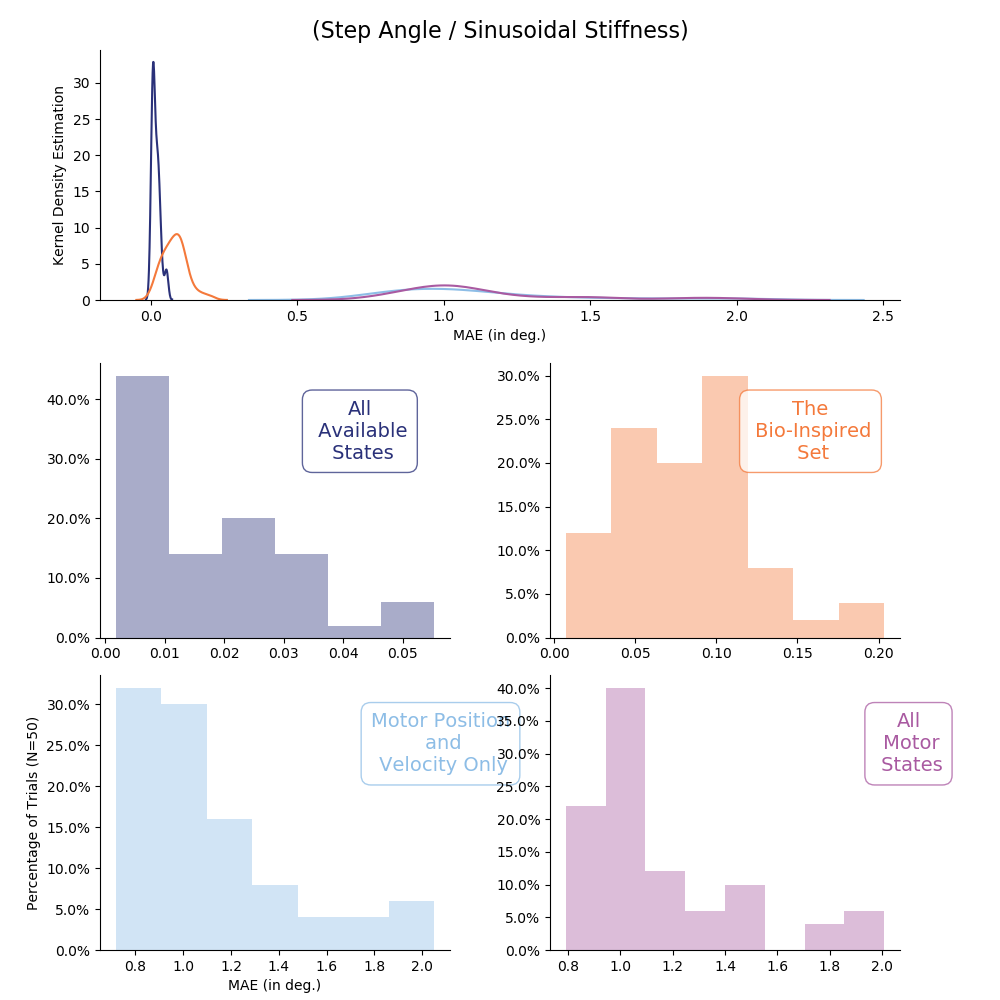 (Step Angle / Sinusoidal Stiffness)
Kernel Density Estimation
30
25
20
15
10
5
0
0.0 0.5 1.0 1.5 2.0 2.5
MAE (in deg.)
40.0%
30.0%
20.0%
10.0%
0.0%
All
Available
States
0.00 0.01 0.02 0.03 0.04 0.05
30.0%
25.0%
20.0%
15.0%
10.0%
5.0%
0.0%
The
Bio-Inspired
Set
0.00 0.05 0.10 0.15 0.20
Percentage of Trials (N=50)
30.0%
25.0%
20.0%
15.0%
10.0%
5.0%
0.0%
Motor Position
and
Velocity Only
0.8 1.0 1.2 1.4 1.6 1.8 2.0
MAE (in deg.)
40.0%
35.0%
30.0%
25.0%
20.0%
15.0%
10.0%
5.0%
0.0%
All
Motor
States
0.8 1.0 1.2 1.4 1.6 1.8 2.0